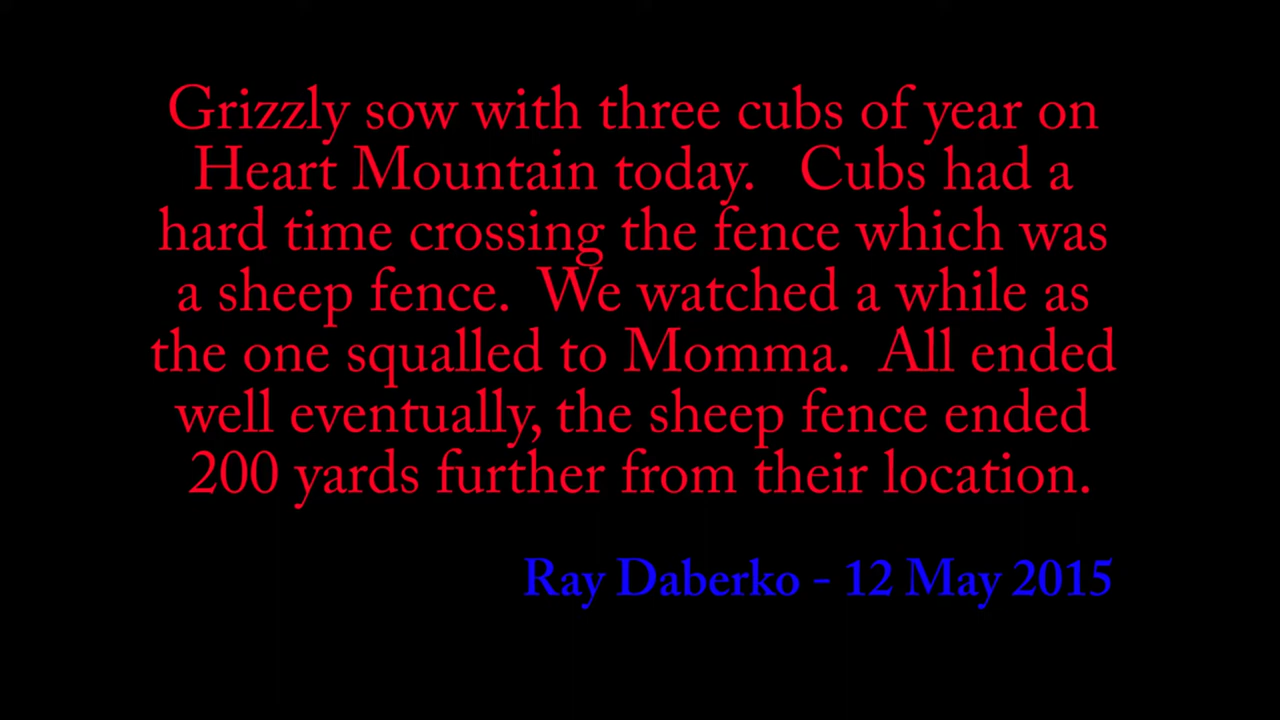 Grizzly sow with three cubs of year on
Heart Mountain today.   Cubs had a
hard time crossing the fence which was
a sheep fence.  We watched a while as
the one squalled to Momma.  All ended
well eventually, the sheep fence ended
200 yards further from their location.
Ray Daberko - 12 May 2015